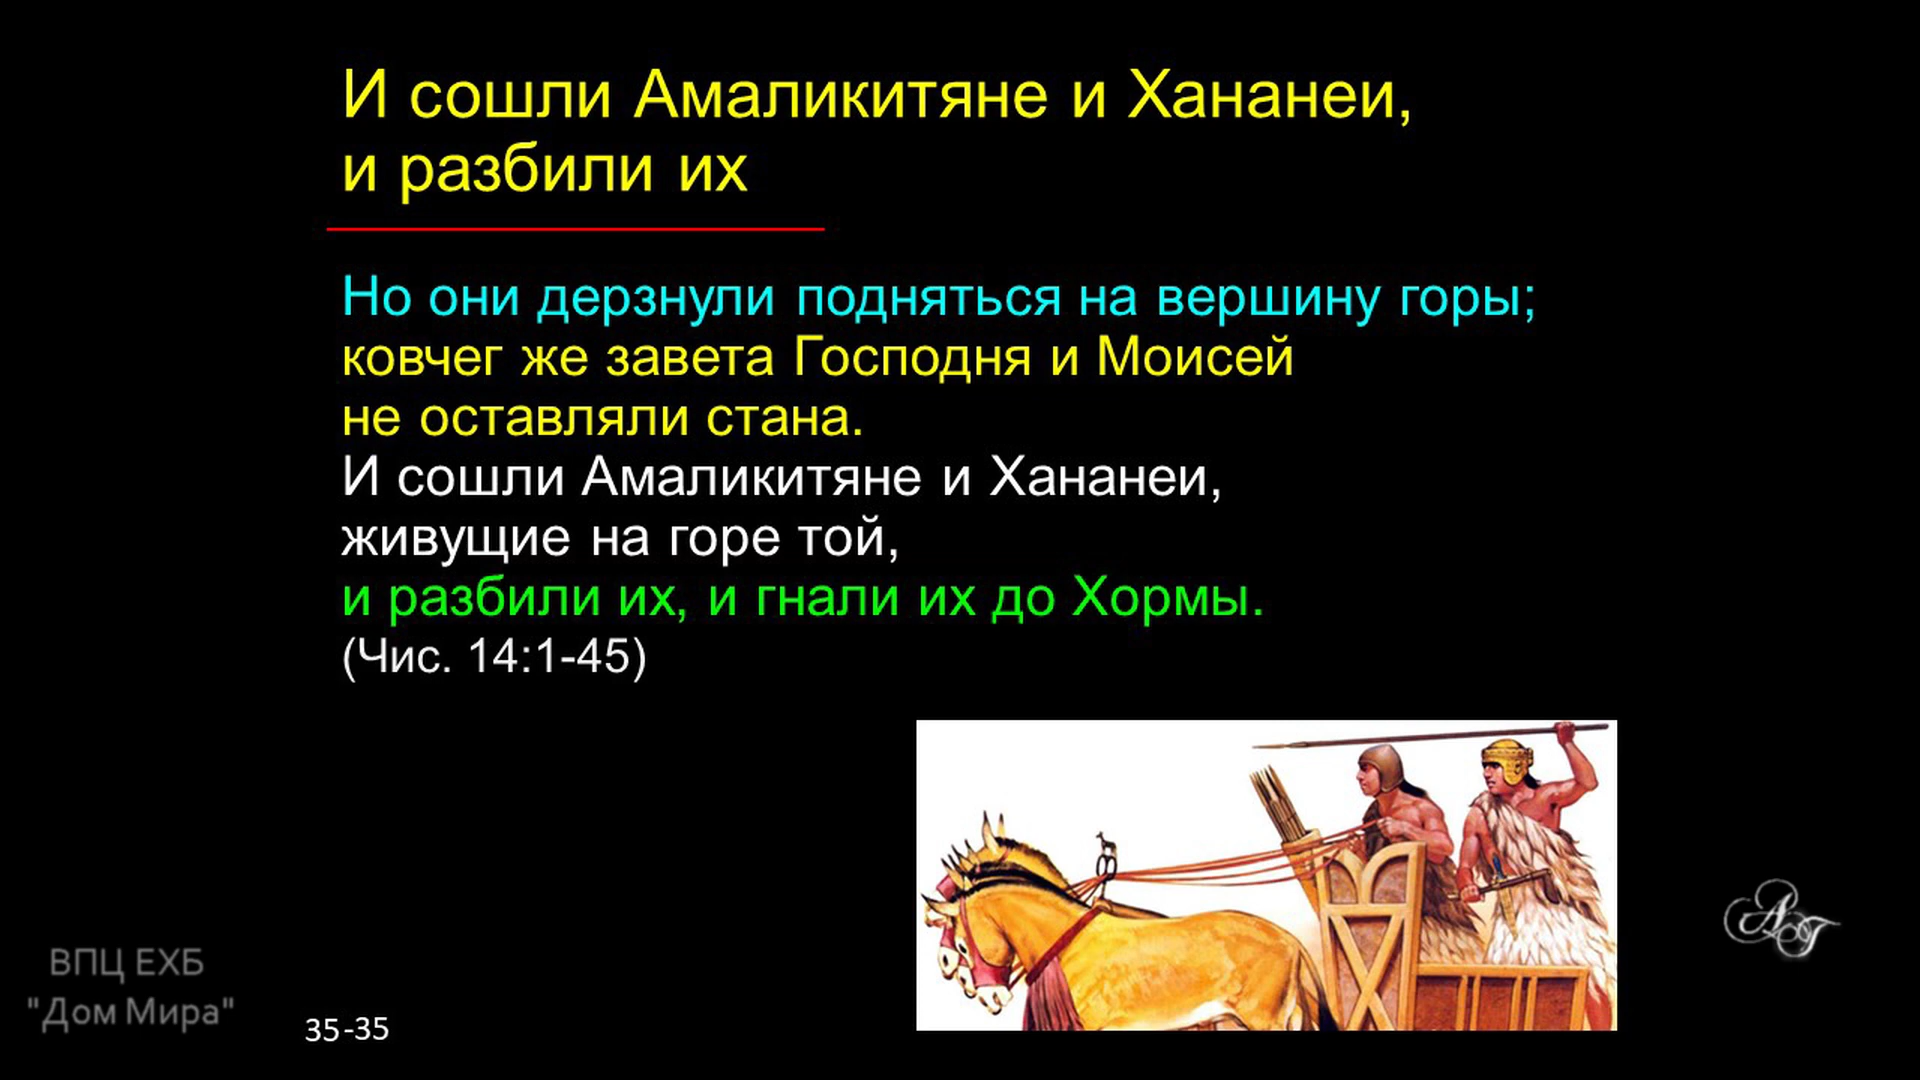 И сошли Амаликитяне и Хананеи,
и разбили их
Но они дерзнули подняться на вершину горы;
ковчег же завета Господня и Моисей
не оставляли стана.
И сошли Амаликитяне и Хананеи,
живущие на горе той,
и разбили их, и гнали их до Хормы.
(Чис. 14:1-45)
ВПЦ ЕХБ
"Дом Мира"
35-35